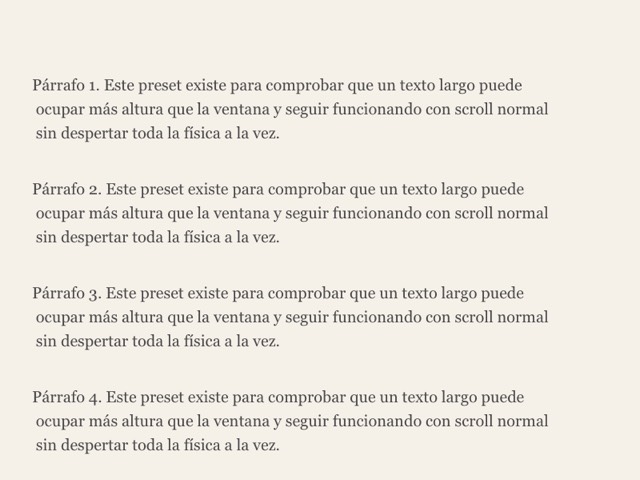 Párrafo 1. Este preset existe para comprobar que un texto largo puede
ocupar más altura que la ventana y seguir funcionando con scroll normal
sin despertar toda la física a la vez.
Párrafo 2. Este preset existe para comprobar que un texto largo puede
ocupar más altura que la ventana y seguir funcionando con scroll normal
sin despertar toda la física a la vez.
Párrafo 3. Este preset existe para comprobar que un texto largo puede
ocupar más altura que la ventana y seguir funcionando con scroll normal
sin despertar toda la física a la vez.
Párrafo 4. Este preset existe para comprobar que un texto largo puede
ocupar más altura que la ventana y seguir funcionando con scroll normal
sin despertar toda la física a la vez.